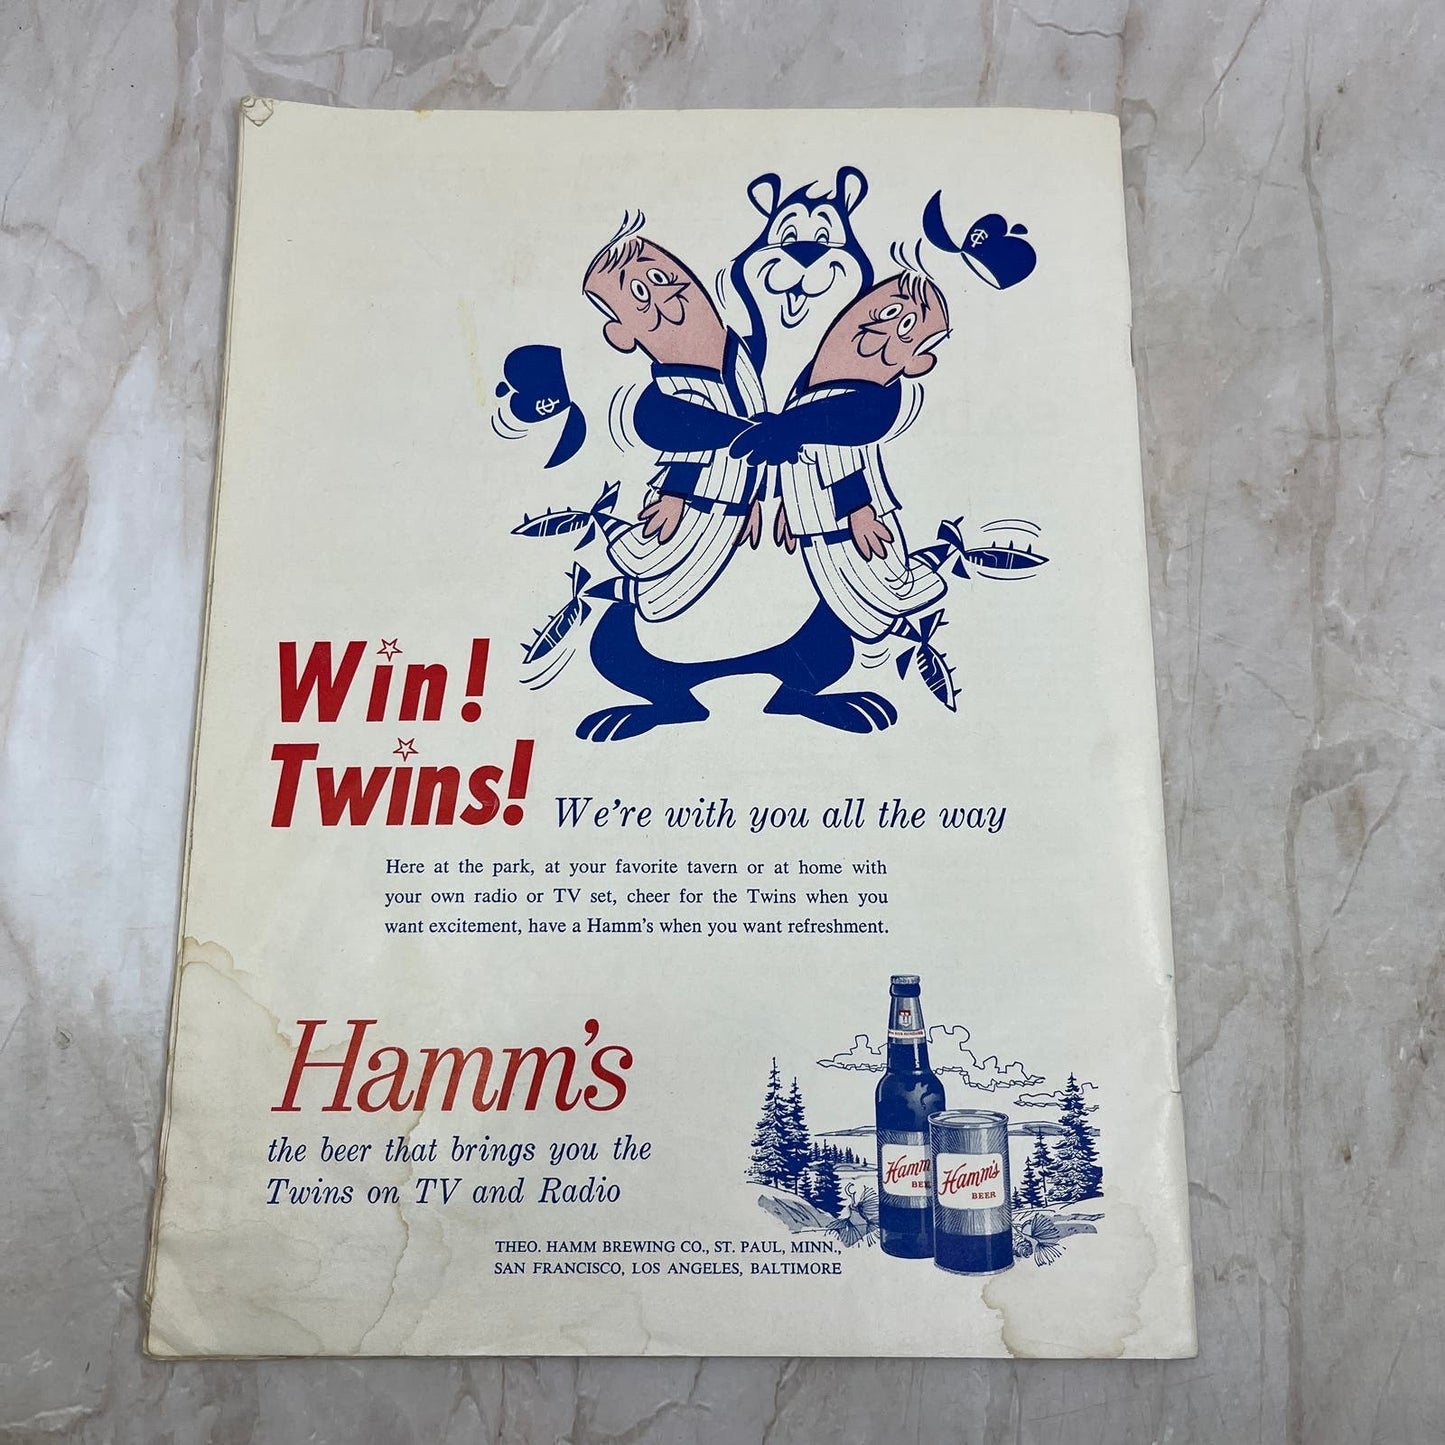 TC
TC
Win!
Twins!
We're with you all the way
Here at the park, at your favorite tavern or at home with
your own radio or TV set, cheer for the Twins when you
want excitement, have a Hamm's when you want refreshment.
Hamm's
the beer that brings you the
Twins on TV and Radio
Hamm
BEE
Hamm's
BEER
THEO. HAMM BREWING CO., ST. PAUL, MINN.,
SAN FRANCISCO, LOS ANGELES, BALTIMORE